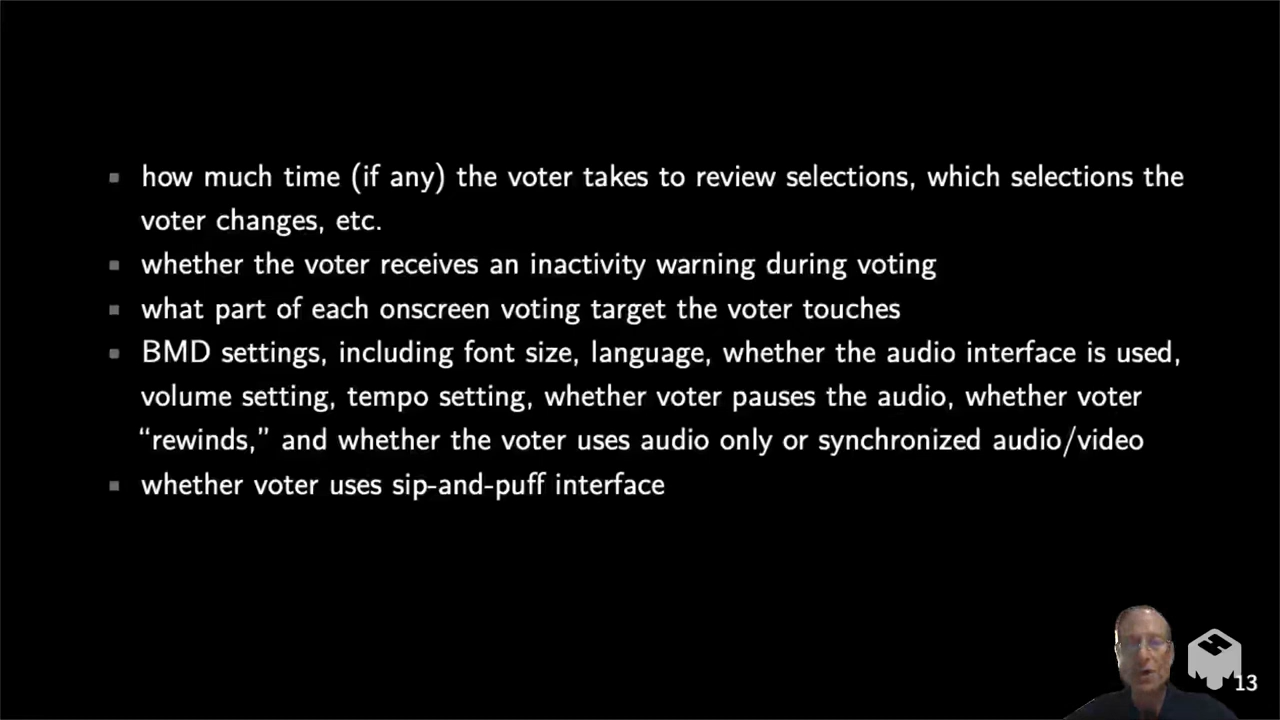 how much time (if any) the voter takes to review selections, which selections the
voter changes, etc.
whether the voter receives an inactivity warning during voting
what part of each onscreen voting target the voter touches
BMD settings, including font size, language, whether the audio interface is used,
volume setting, tempo setting, whether voter pauses the audio, whether voter
“rewinds,” and whether the voter uses audio only or synchronized audio/video
whether voter uses sip-and-puff interface
13